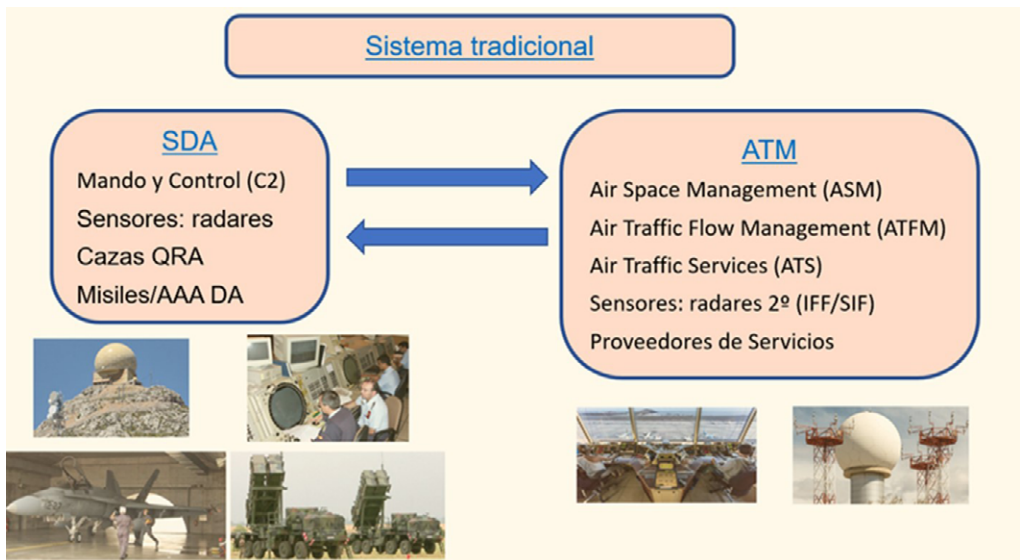 Sistema tradicional
SDA
Mando y Control (C2)
Sensores: radares
Cazas QRA
Misiles/AAA DA
ATM
Air Space Management (ASM)
Air Traffic Flow Management (ATFM)
Air Traffic Services (ATS)
Sensores: radares 2º (IFF/SIF)
Proveedores de Servicios